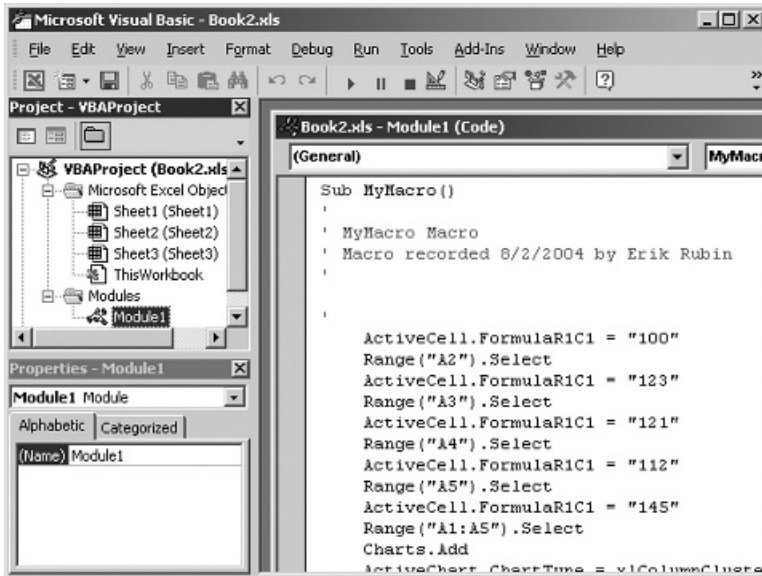 Microsoft Visual Basic - Book2.xls
File Edit View Insert Format Debug Run Tools Add-Ins Window Help
Project - VBAProject
VBAProject (Book2.xls
Microsoft Excel Object
Sheet1 (Sheet1)
Sheet2 (Sheet2)
Sheet3 (Sheet3)
ThisWorkbook
Modules
Module1
Properties - Module1
Module1 Module
Alphabetic Categorized
(Name) Module1
Book2.xls - Module1 (Code)
(General) MyMacr
Sub MyMacro()
'
' MyMacro Macro
' Macro recorded 8/2/2004 by Erik Rubin
'
'
ActiveCell.FormulaR1C1 = "100"
Range("A2").Select
ActiveCell.FormulaR1C1 = "123"
Range("A3").Select
ActiveCell.FormulaR1C1 = "121"
Range("A4").Select
ActiveCell.FormulaR1C1 = "112"
Range("A5").Select
ActiveCell.FormulaR1C1 = "145"
Range("A1:A5").Select
Charts.Add
ActiveChart.ChartType = xlColumnCluste